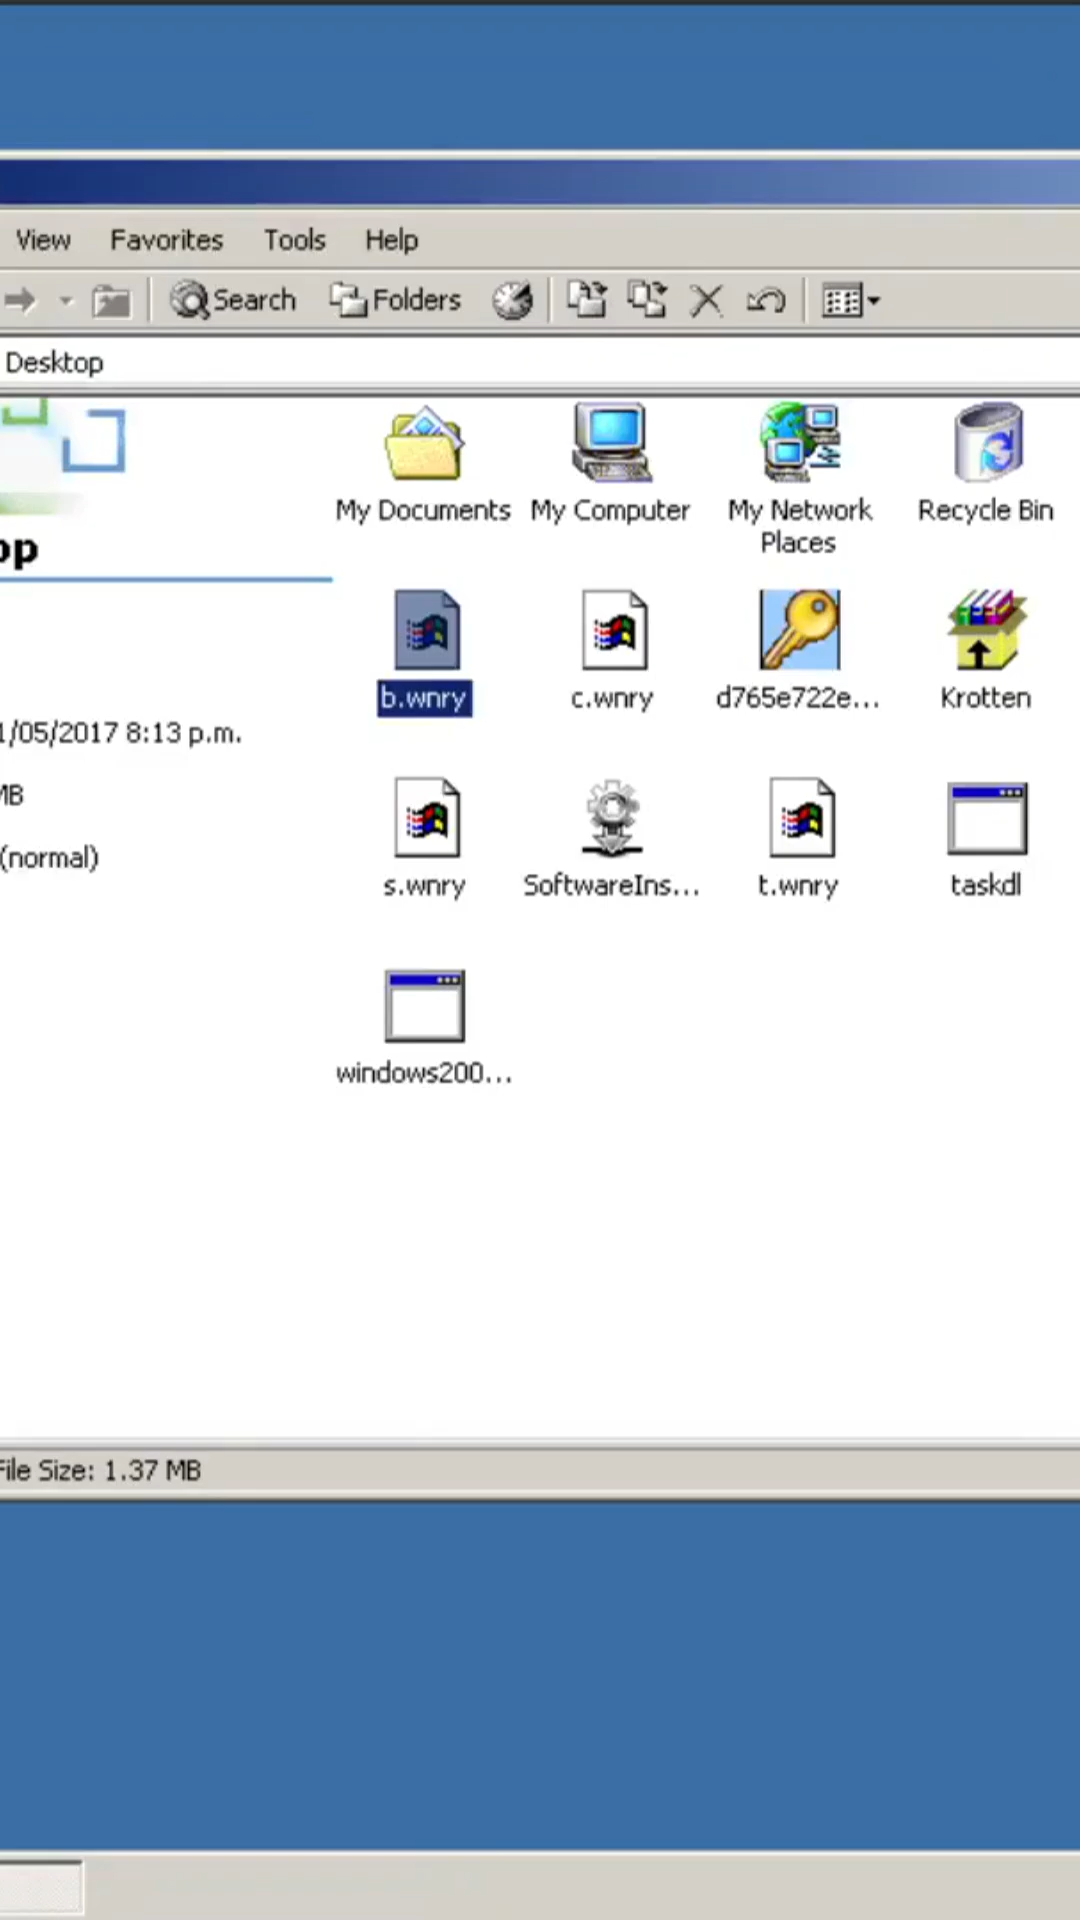 View Favorites Tools Help
Search Folders
Desktop
My Documents My Computer My Network Places Recycle Bin
op
b.wnry c.wnry d765e722e... Krotten
1/05/2017 8:13 p.m.
MB
(normal)
s.wnry SoftwareIns... t.wnry taskdl
windows200...
File Size: 1.37 MB